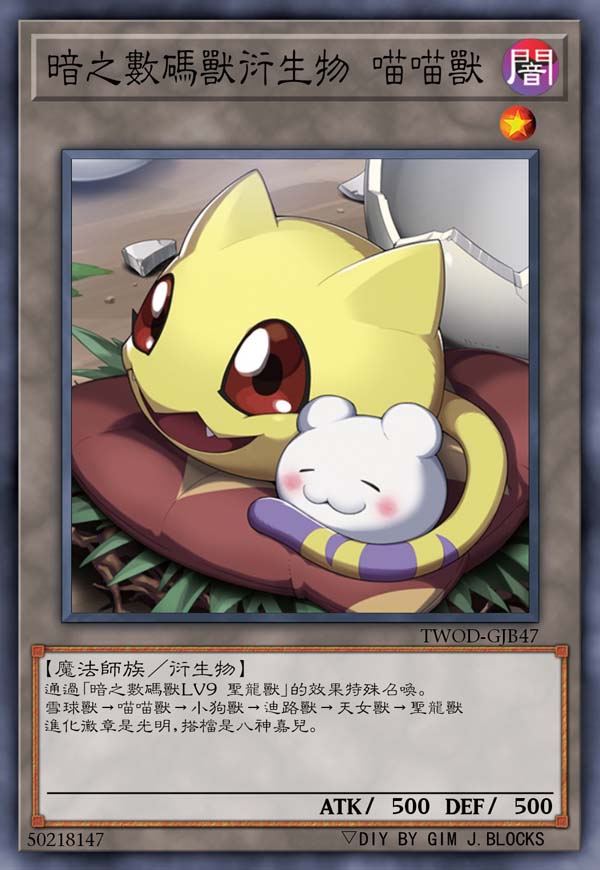 暗之數碼獸衍生物 喵喵獸
闇
TWOD-GJB47
【魔法師族／衍生物】
通過「暗之數碼獸LV9 聖龍獸」的效果特殊召喚。
雪球獸→喵喵獸→小狗獸→迪路獸→天女獸→聖龍獸
進化徽章是光明,搭檔是八神嘉兒。
ATK/ 500 DEF/ 500
50218147
▽DIY BY GIM J.BLOCKS